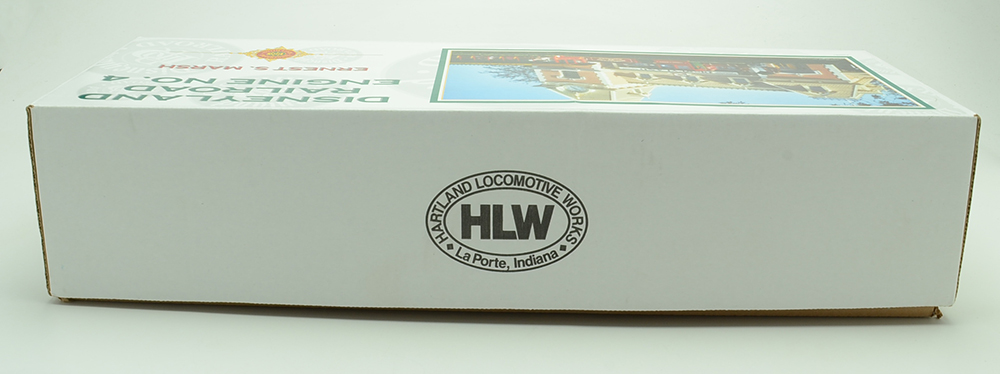 DISNEYLAND
RAILROAD
ENGINE NO. 4
ERNEST S. MARSH
HARTLAND LOCOMOTIVE WORKS
HLW
La Porte, Indiana